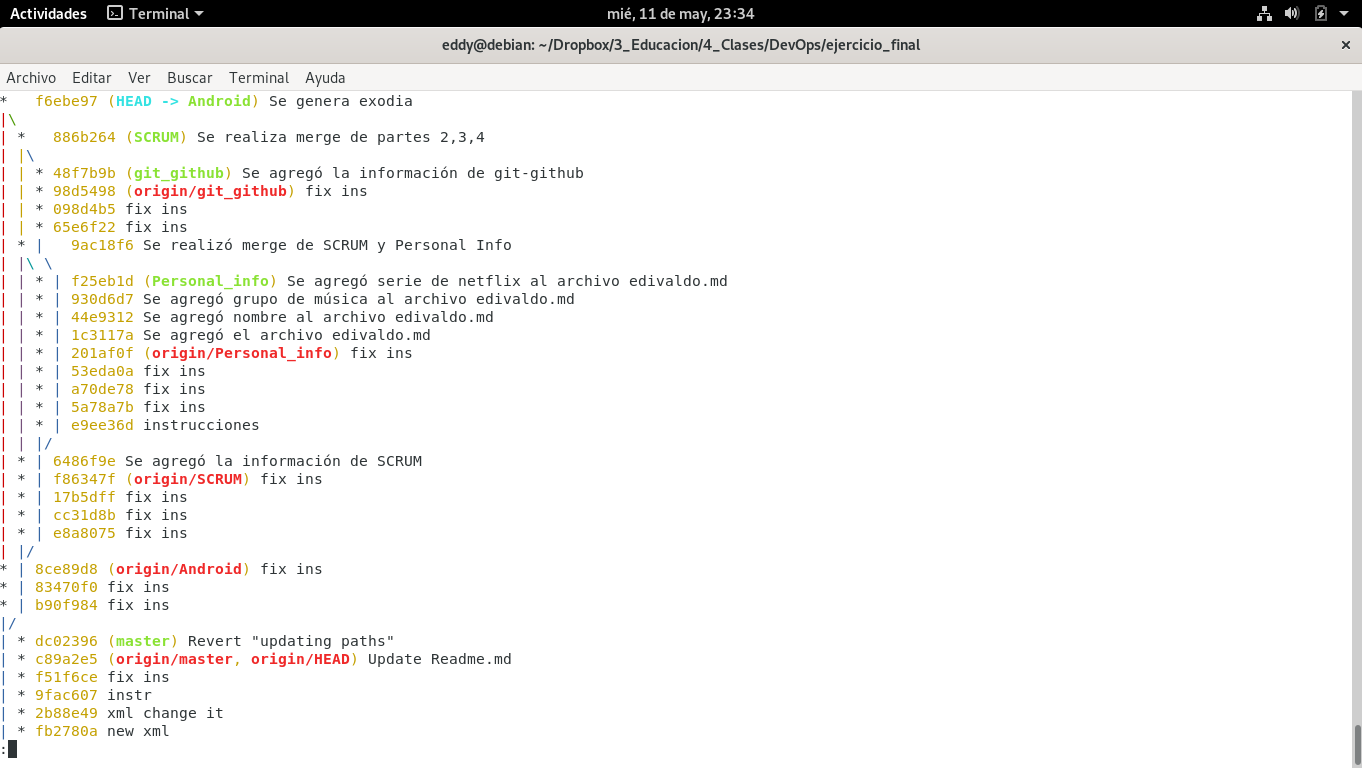 Actividades Terminal mié, 11 de may, 23:34
eddy@debian: ~/Dropbox/3_Educacion/4_Clases/DevOps/ejercicio_final ×
Archivo Editar Ver Buscar Terminal Ayuda
*   f6ebe97 (HEAD -> Android) Se genera exodia
|\
| *   886b264 (SCRUM) Se realiza merge de partes 2,3,4
| |\
| | * 48f7b9b (git_github) Se agregó la información de git-github
| | * 98d5498 (origin/git_github) fix ins
| | * 098d4b5 fix ins
| | * 65e6f22 fix ins
| * |   9ac18f6 Se realizó merge de SCRUM y Personal Info
| |\ \
| | * | f25eb1d (Personal_info) Se agregó serie de netflix al archivo edivaldo.md
| | * | 930d6d7 Se agregó grupo de música al archivo edivaldo.md
| | * | 44e9312 Se agregó nombre al archivo edivaldo.md
| | * | 1c3117a Se agregó el archivo edivaldo.md
| | * | 201af0f (origin/Personal_info) fix ins
| | * | 53eda0a fix ins
| | * | a70de78 fix ins
| | * | 5a78a7b fix ins
| | * | e9ee36d instrucciones
| | |/
| * | 6486f9e Se agregó la información de SCRUM
| * | f86347f (origin/SCRUM) fix ins
| * | 17b5dff fix ins
| * | cc31d8b fix ins
| * | e8a8075 fix ins
| |/
* | 8ce89d8 (origin/Android) fix ins
* | 83470f0 fix ins
* | b90f984 fix ins
|/
| * dc02396 (master) Revert "updating paths"
| * c89a2e5 (origin/master, origin/HEAD) Update Readme.md
| * f51f6ce fix ins
| * 9fac607 instr
| * 2b88e49 xml change it
| * fb2780a new xml
: